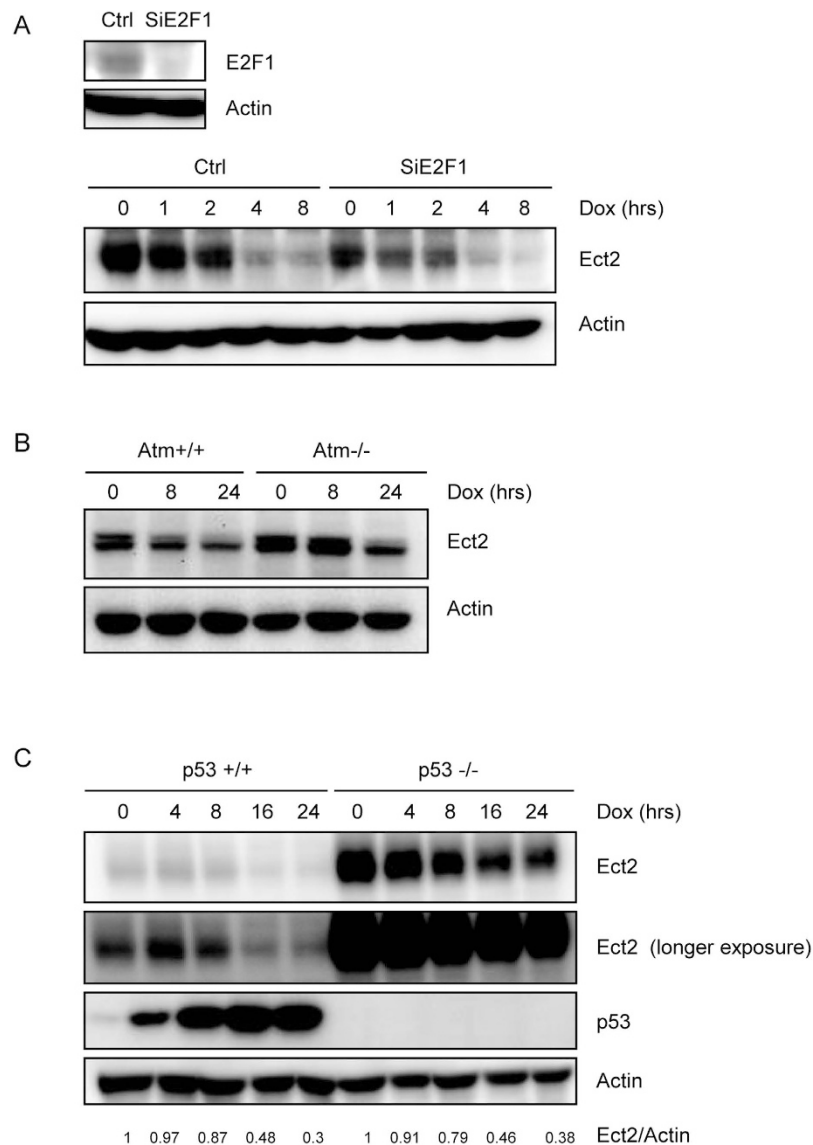 A
Ctrl SiE2F1
E2F1
Actin
Ctrl SiE2F1
0 1 2 4 8 0 1 2 4 8 Dox (hrs)
Ect2
Actin
B
Atm+/+ Atm-/-
0 8 24 0 8 24 Dox (hrs)
Ect2
Actin
C
p53 +/+ p53 -/-
0 4 8 16 24 0 4 8 16 24 Dox (hrs)
Ect2
Ect2 (longer exposure)
p53
Actin
1 0.97 0.87 0.48 0.3 1 0.91 0.79 0.46 0.38 Ect2/Actin